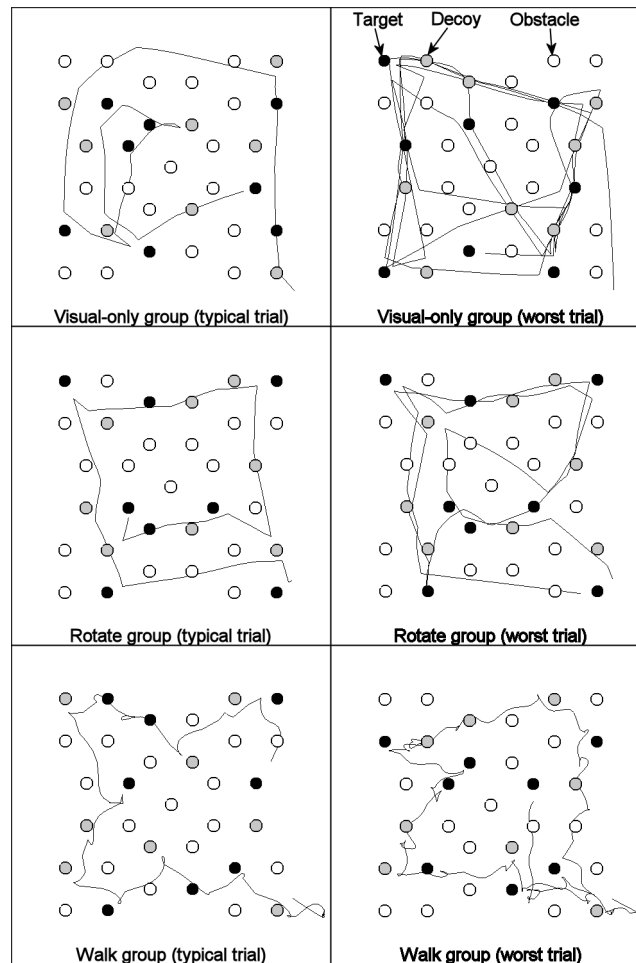 Target Decoy Obstacle
Visual-only group (typical trial)
Visual-only group (worst trial)
Rotate group (typical trial)
Rotate group (worst trial)
Walk group (typical trial)
Walk group (worst trial)